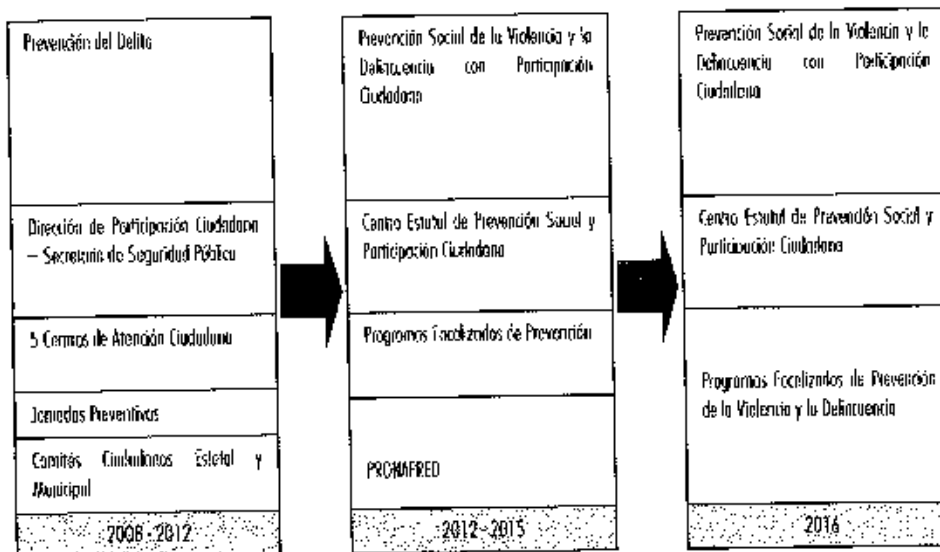 Prevención del Delito
Dirección de Participación Ciudadana
– Secretaría de Seguridad Pública
5 Centros de Atención Ciudadana
Jornadas Preventivas
Comités Ciudadanos Estatal y
Municipal
2008 - 2012
Prevención Social de la Violencia y la
Delincuencia con Participación
Ciudadana
Centro Estatal de Prevención Social y
Participación Ciudadana
Programas Focalizados de Prevención
PRONAPRED
2012 - 2015
Prevención Social de la Violencia y la
Delincuencia con Participación
Ciudadana
Centro Estatal de Prevención Social y
Participación Ciudadana
Programas Focalizados de Prevención
de la Violencia y la Delincuencia
2016